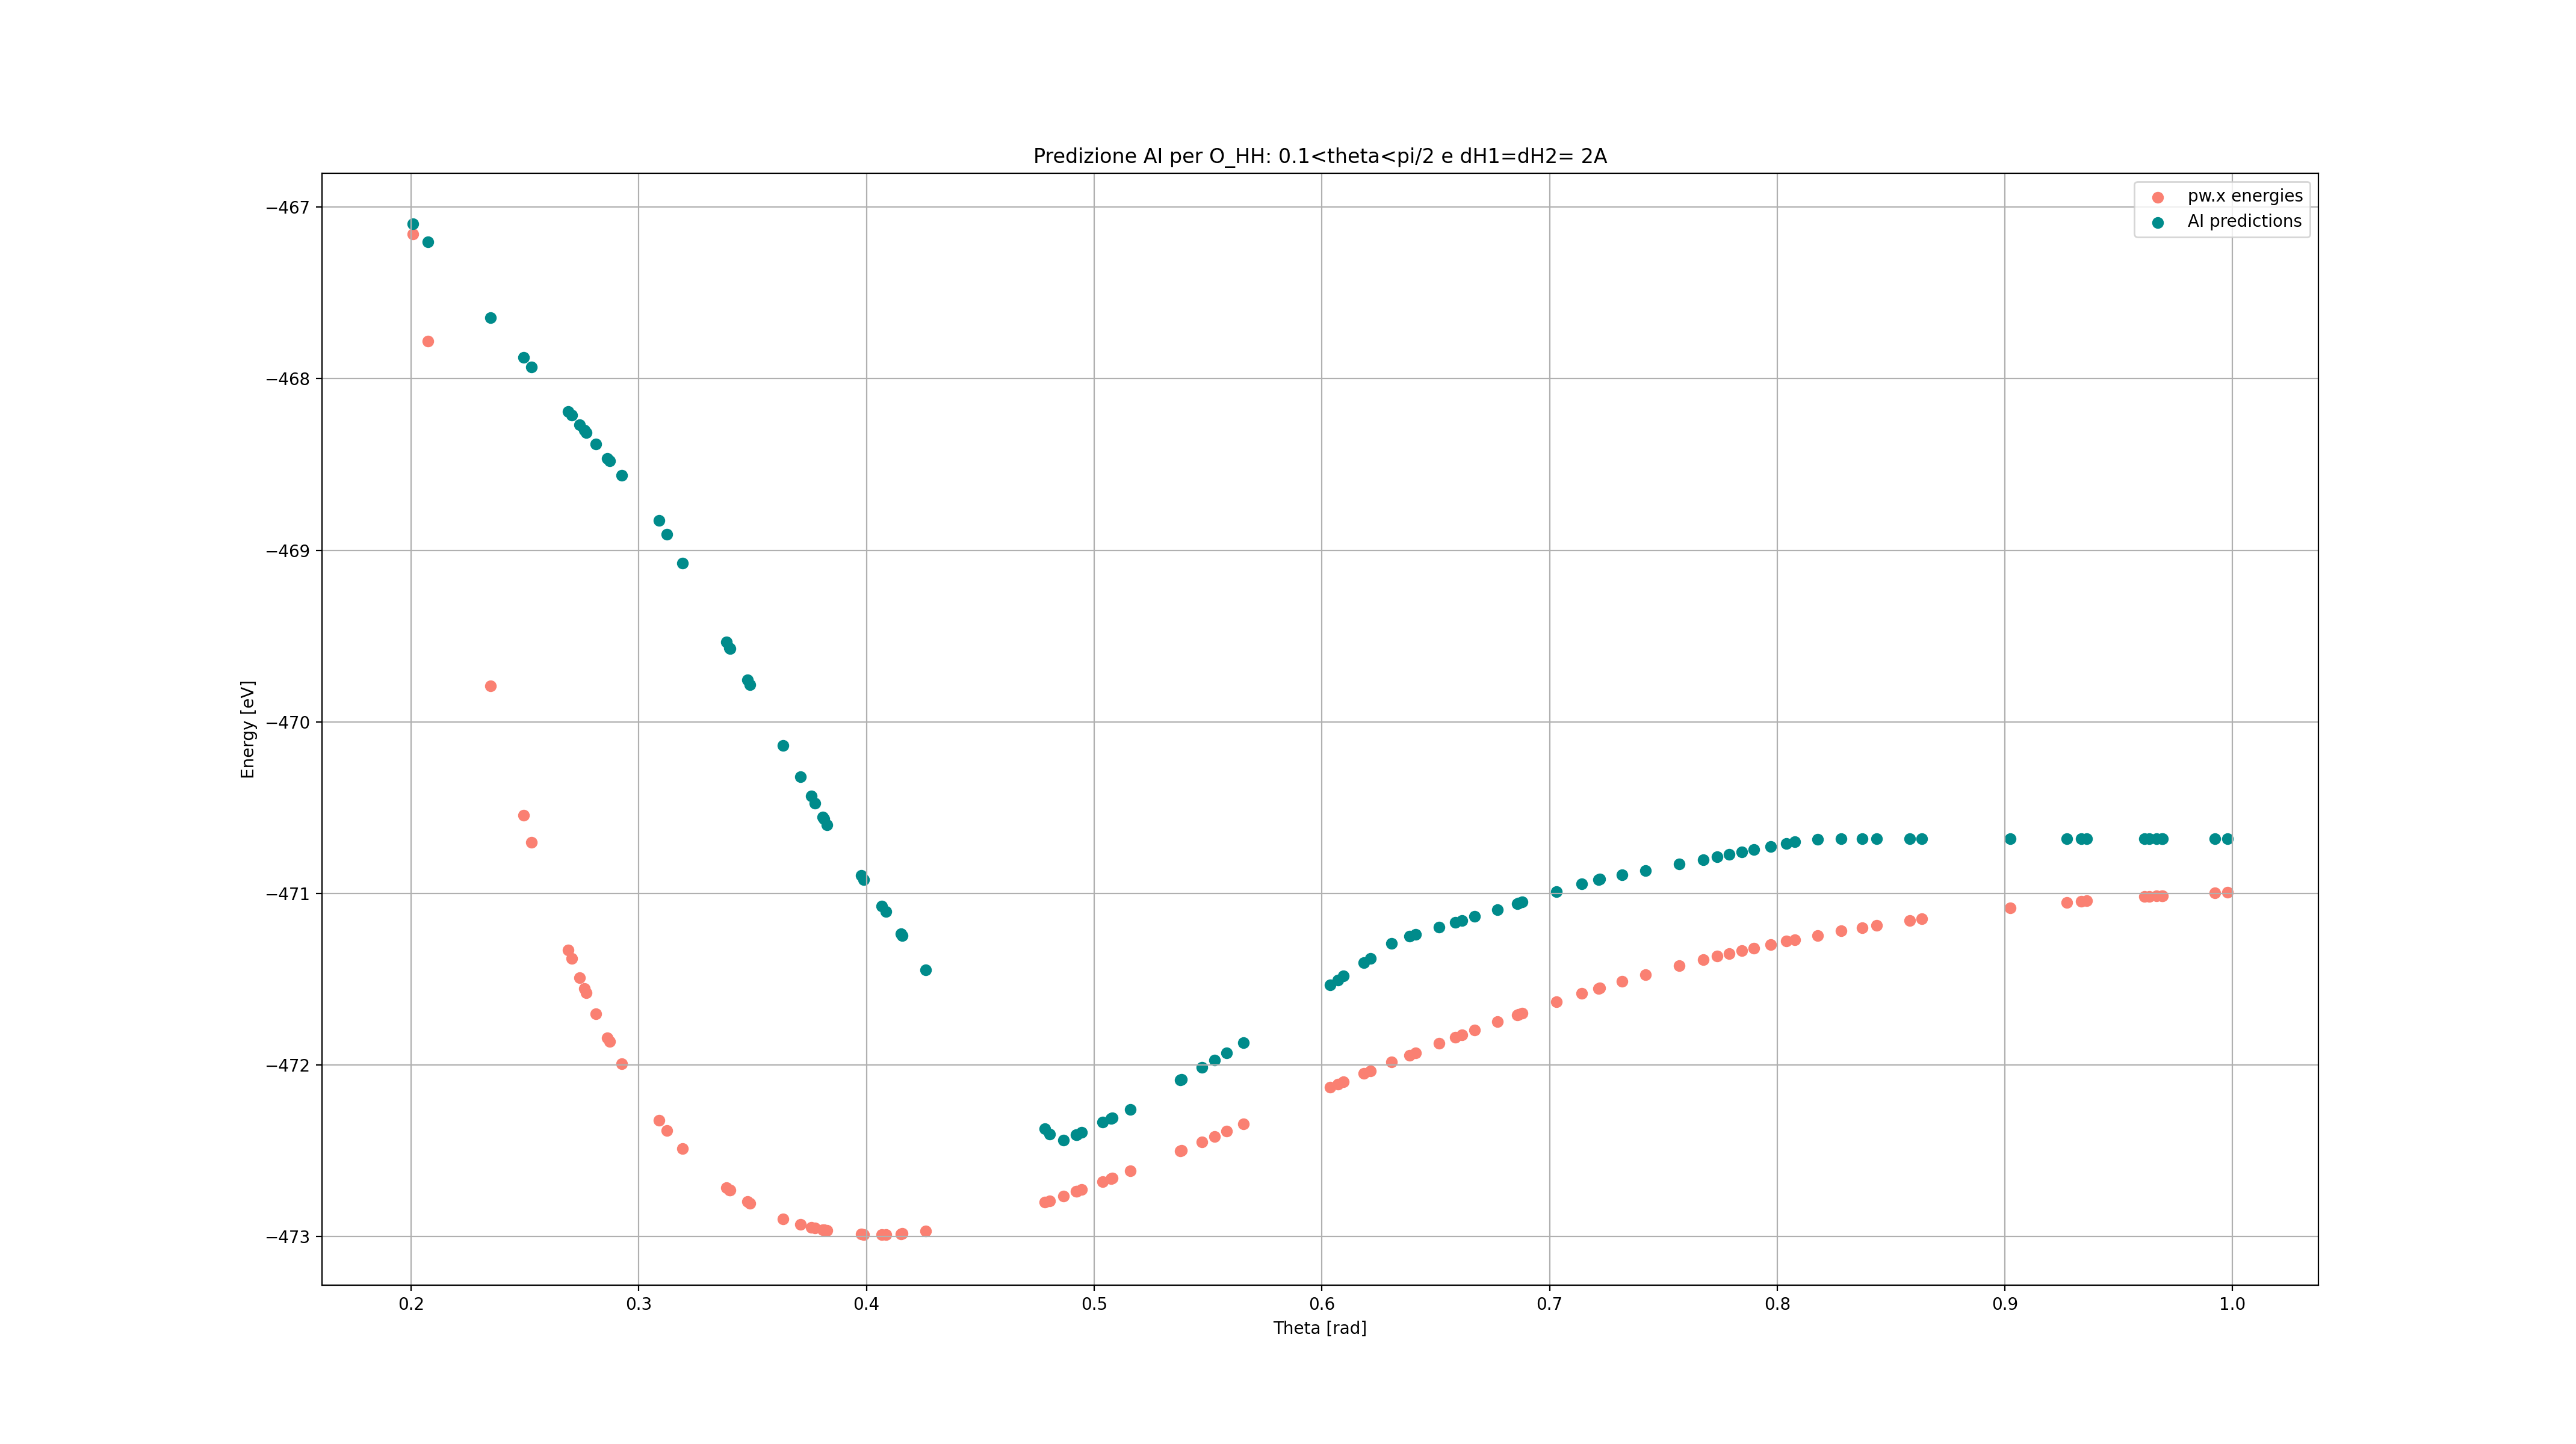 Predizione AI per O_HH: 0.1<theta<pi/2 e dH1=dH2= 2A
pw.x energies
AI predictions
−467
−468
−469
−470
−471
−472
−473
Energy [eV]
0.2 0.3 0.4 0.5 0.6 0.7 0.8 0.9 1.0
Theta [rad]